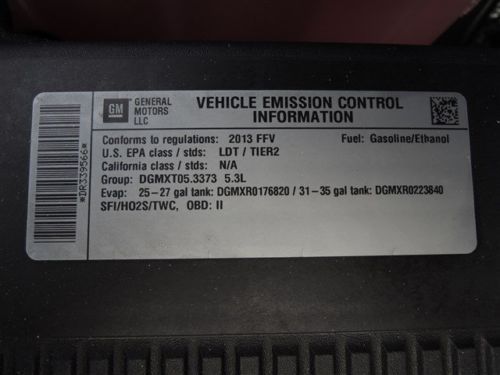 GM GENERAL MOTORS LLC
VEHICLE EMISSION CONTROL
INFORMATION
Conforms to regulations: 2013 FFV Fuel: Gasoline/Ethanol
U.S. EPA class / stds: LDT / TIER2
California class / stds: N/A
Group: DGMXT05.3373 5.3L
Evap: 25-27 gal tank: DGMXR0176820 / 31-35 gal tank: DGMXR0223840
SFI/HO2S/TWC, OBD: II
*DR339566*